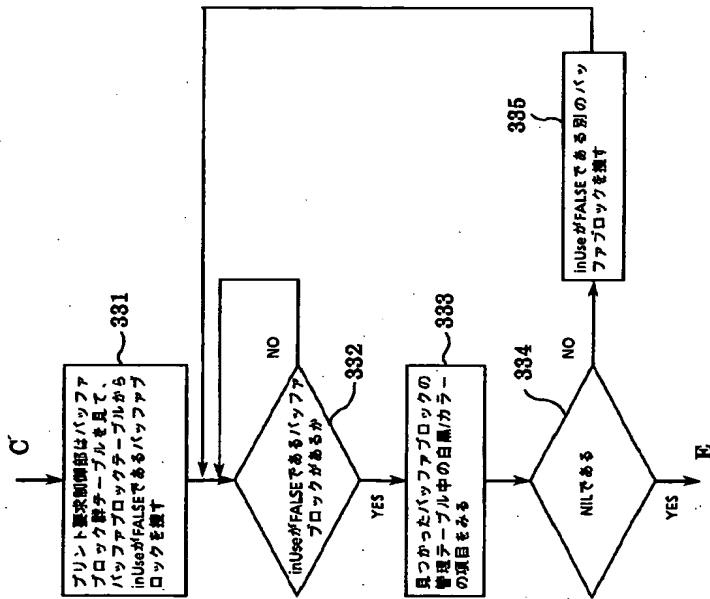 C
331
プリント要求制御部はバッファ
ブロック群テーブルを見て、
バッファブロックテーブルから
inUseがFALSEであるバッファブ
ロックを捜す
332
inUseがFALSEであるバッファ
ブロックがあるか
NO
YES
333
見つかったバッファブロックの
管理テーブル中の白黒/カラー
の項目をみる
334
NILである
NO
YES
335
inUseがFALSEである別のバッ
ファブロックを捜す
E